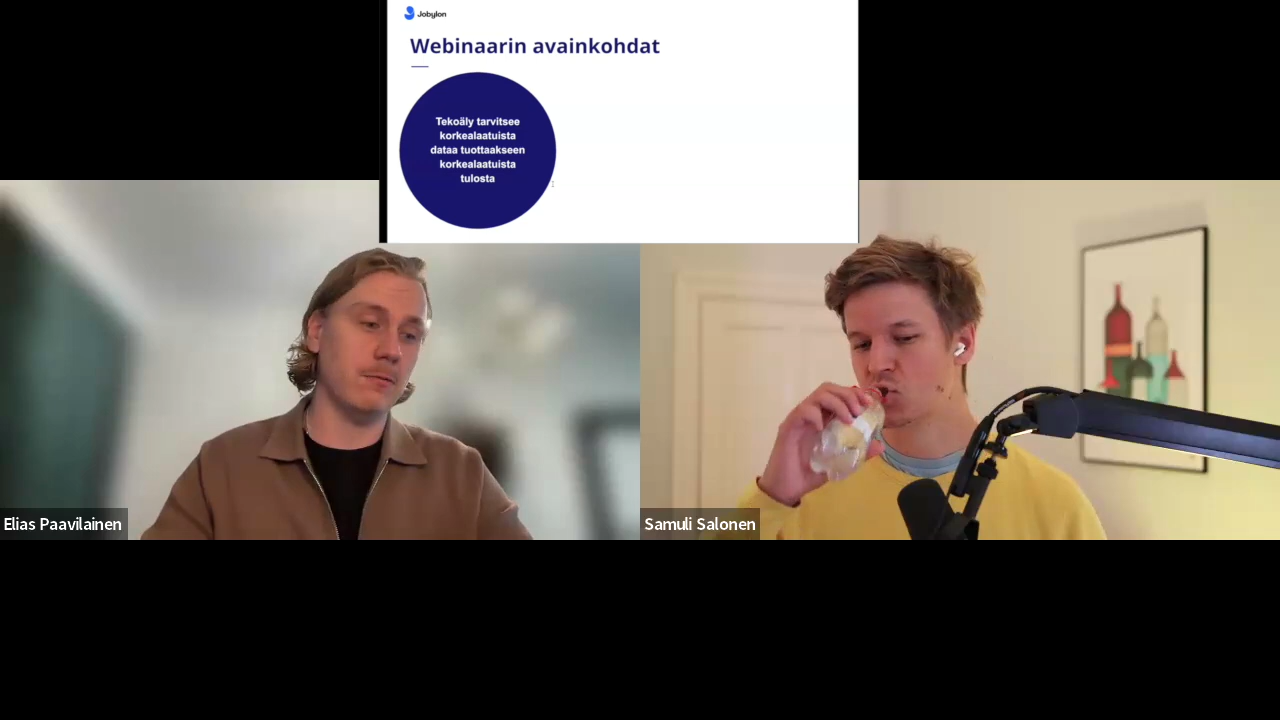 Jobylon
Webinaarin avainkohdat
Tekoäly tarvitsee
korkealaatuista
dataa tuottaakseen
korkealaatuista
tulosta
Elias Paavilainen
Samuli Salonen